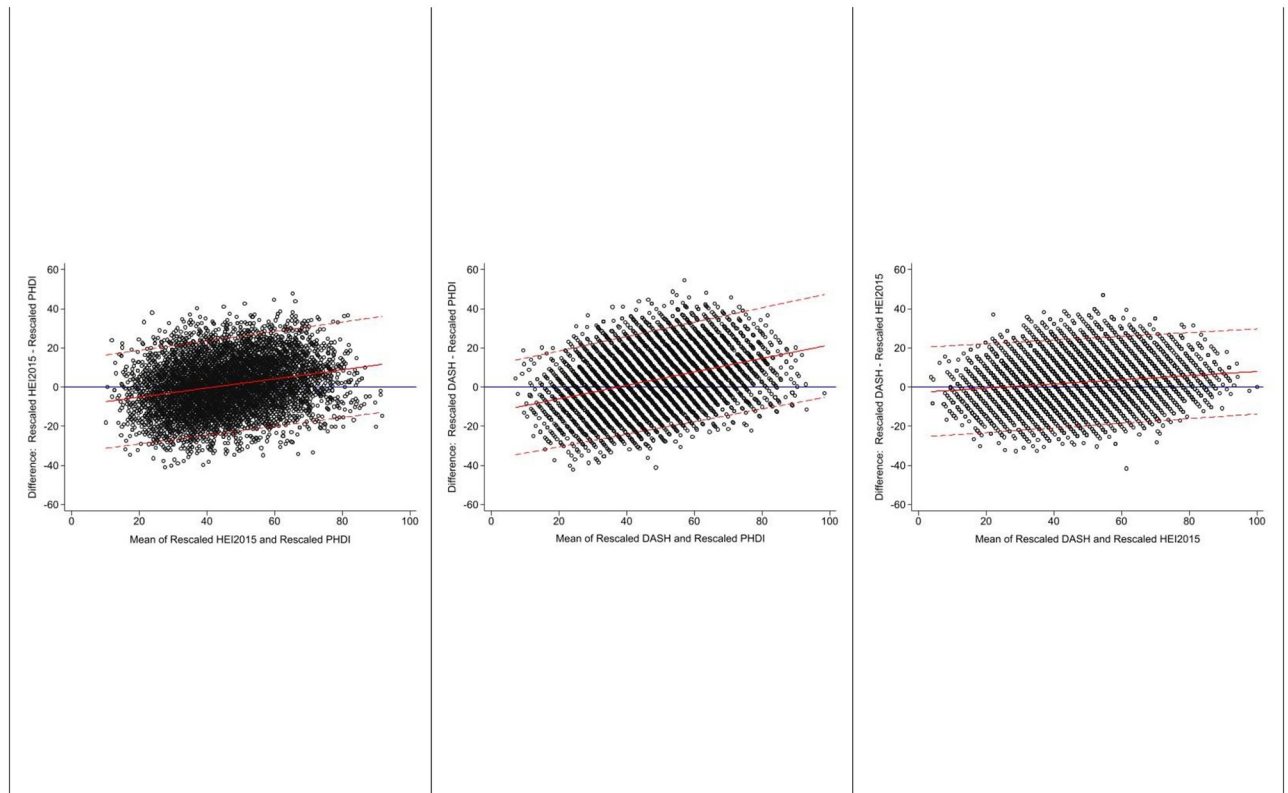 Difference: Rescaled HEI2015 - Rescaled PHDI
60
40
20
0
-20
-40
-60
0 20 40 60 80 100
Mean of Rescaled HEI2015 and Rescaled PHDI
Difference: Rescaled DASH - Rescaled PHDI
60
40
20
0
-20
-40
-60
0 20 40 60 80 100
Mean of Rescaled DASH and Rescaled PHDI
Difference: Rescaled DASH - Rescaled HEI2015
60
40
20
0
-20
-40
-60
0 20 40 60 80 100
Mean of Rescaled DASH and Rescaled HEI2015